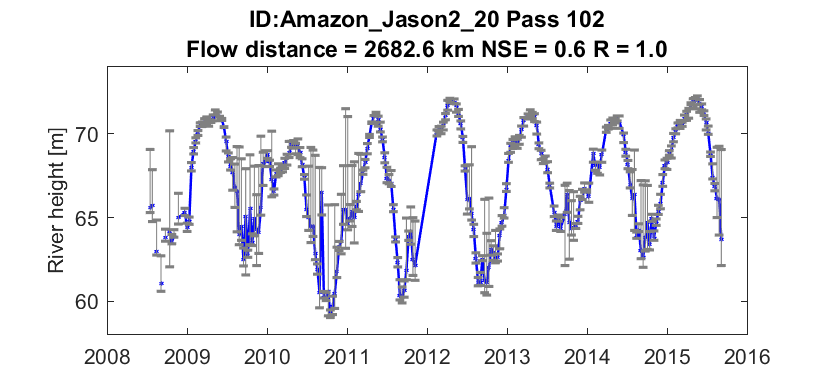 ID:Amazon_Jason2_20 Pass 102
Flow distance = 2682.6 km NSE = 0.6 R = 1.0
River height [m]
70
65
60
2008 2009 2010 2011 2012 2013 2014 2015 2016